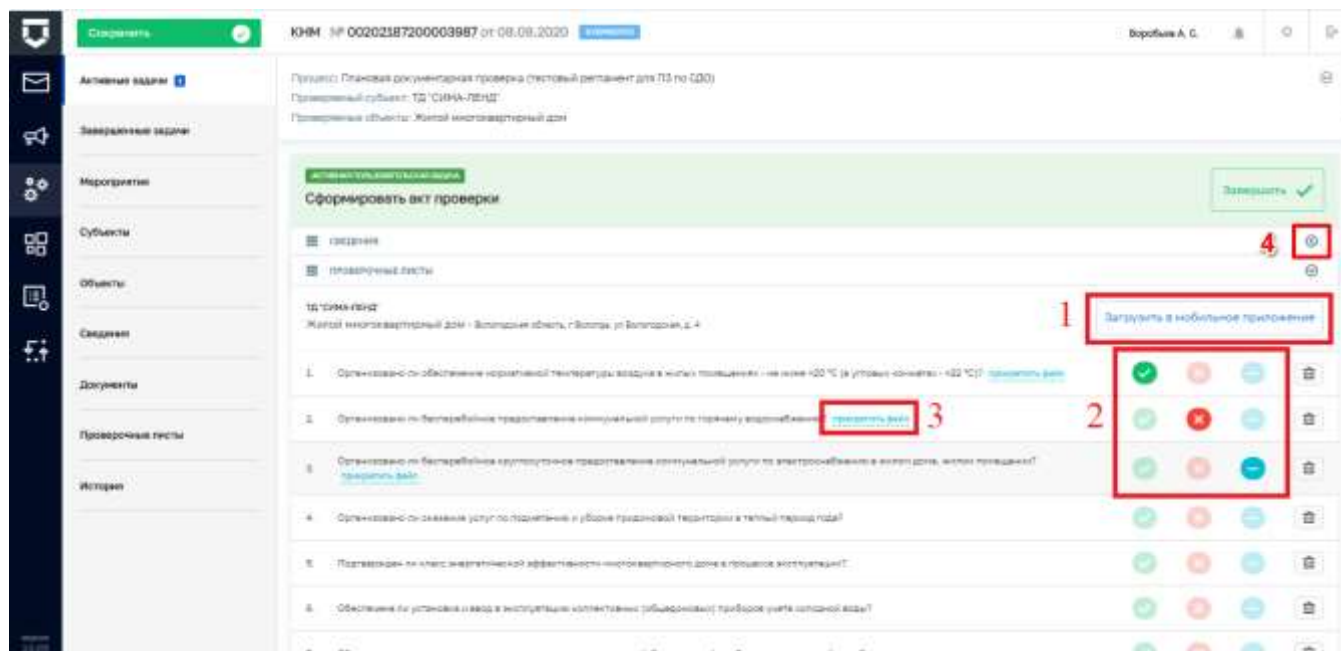 Сохранить
КНМ № 00202187200003987 от 08.09.2020
Воробьев А. С.
Активные задачи
Процесс: Плановая документарная проверка (тестовый регламент для ПЗ по СДО)
Проверяемый субъект: ТД "СИМА-ЛЕНД"
Проверяемые объекты: Жилой многоквартирный дом
Завершенные задачи
Мероприятия
Субъекты
Объекты
Сведения
Документы
Проверочные листы
История
АКТИВНАЯ ПОЛЬЗОВАТЕЛЬСКАЯ ЗАДАЧА
Сформировать акт проверки
Завершить
СВЕДЕНИЯ
4
ПРОВЕРОЧНЫЕ ЛИСТЫ
ТД "СИМА-ЛЕНД"
Жилой многоквартирный дом - Вологодская область, г Вологда, ул Вологодская, д. 4
1
Загрузить в мобильное приложение
1. Организовано ли обеспечение нормативной температуры воздуха в жилых помещениях - не ниже +20 °C (в угловых комнатах - +22 °C)? прикрепить файл
2. Организовано ли бесперебойное предоставление коммунальной услуги по горячему водоснабжению? прикрепить файл
3
2
3. Организовано ли бесперебойное круглосуточное предоставление коммунальной услуги по электроснабжению в жилом доме, жилом помещении?
прикрепить файл
4. Организовано ли оказание услуг по подметанию и уборке придомовой территории в теплый период года?
5. Подтвержден ли класс энергетической эффективности многоквартирного дома в процессе эксплуатации?
6. Обеспечена ли установка и ввод в эксплуатацию коллективных (общедомовых) приборов учета холодной воды?